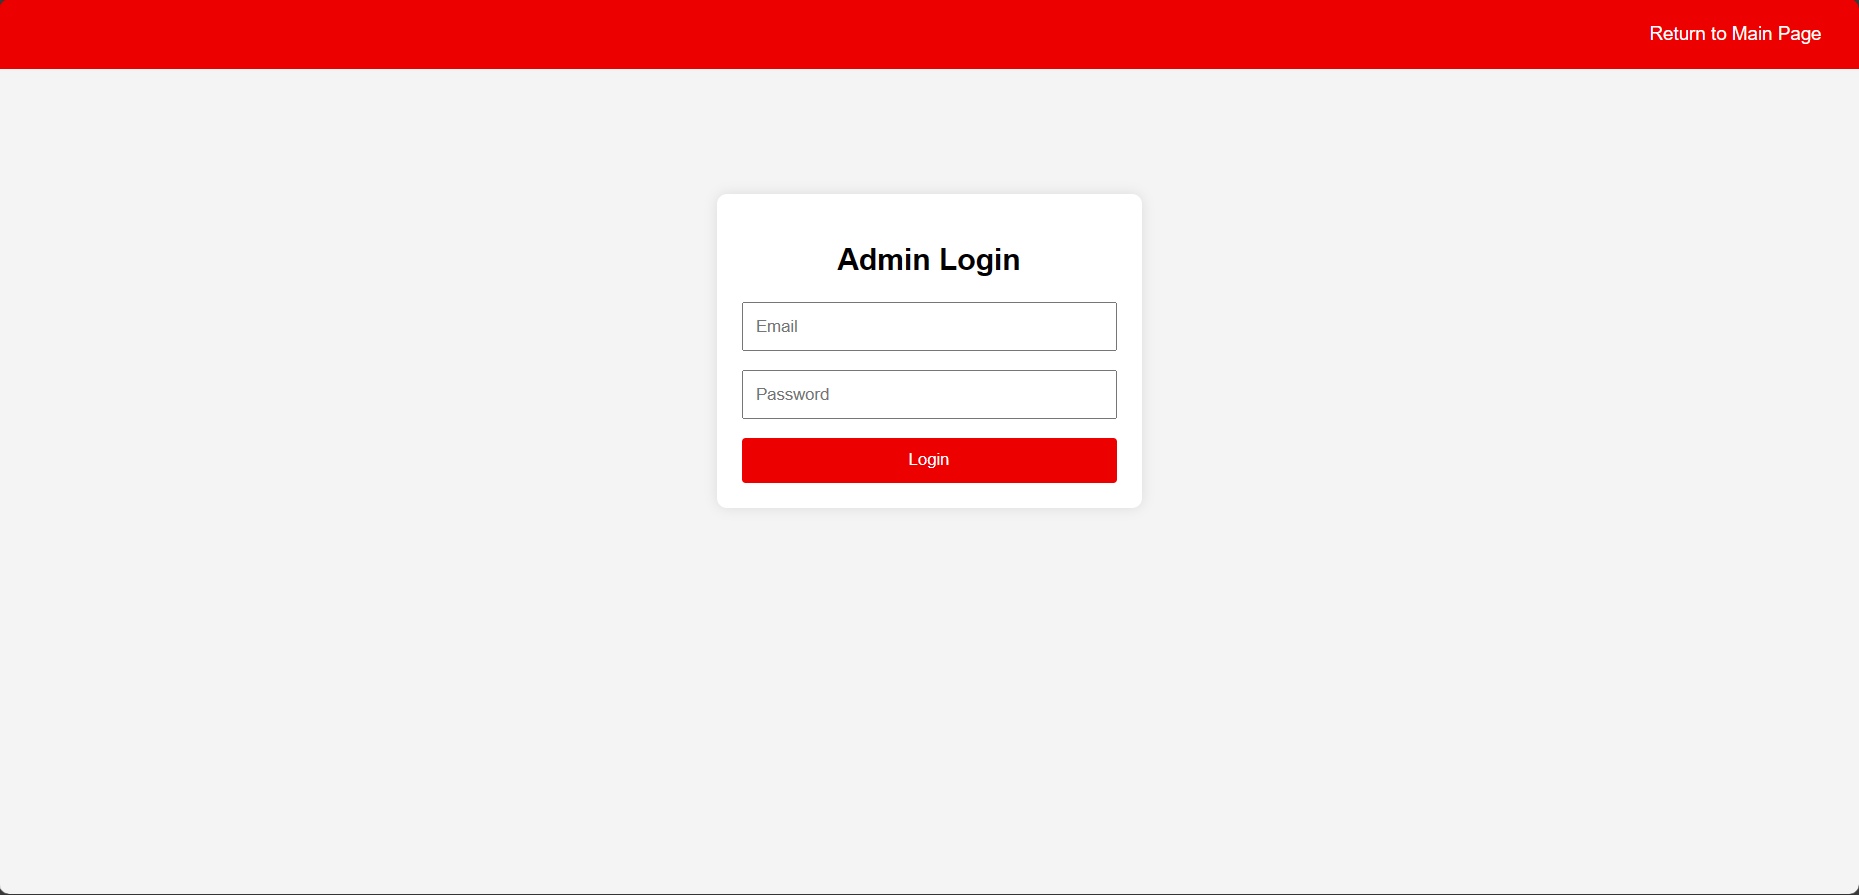 Return to Main Page
Admin Login
Email
Password
Login